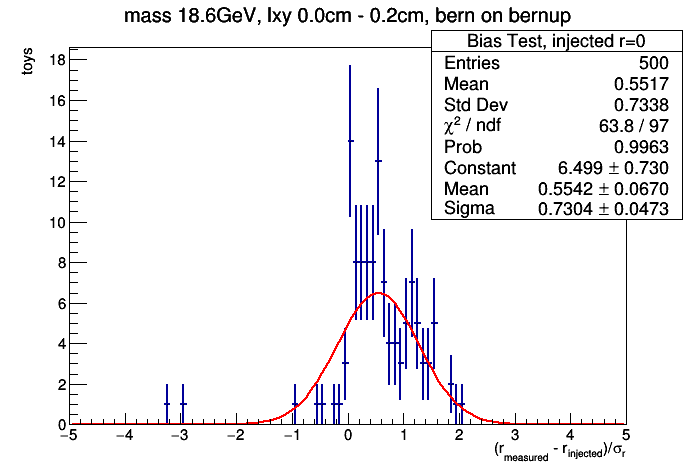 mass 18.6GeV, lxy 0.0cm - 0.2cm, bern on bernup
Bias Test, injected r=0
Entries 500
Mean 0.5517
Std Dev 0.7338
χ² / ndf 63.8 / 97
Prob 0.9963
Constant 6.499 ± 0.730
Mean 0.5542 ± 0.0670
Sigma 0.7304 ± 0.0473
toys
18
16
14
12
10
8
6
4
2
0
−5 −4 −3 −2 −1 0 1 2 3 4 5
(r_measured - r_injected)/σ_r